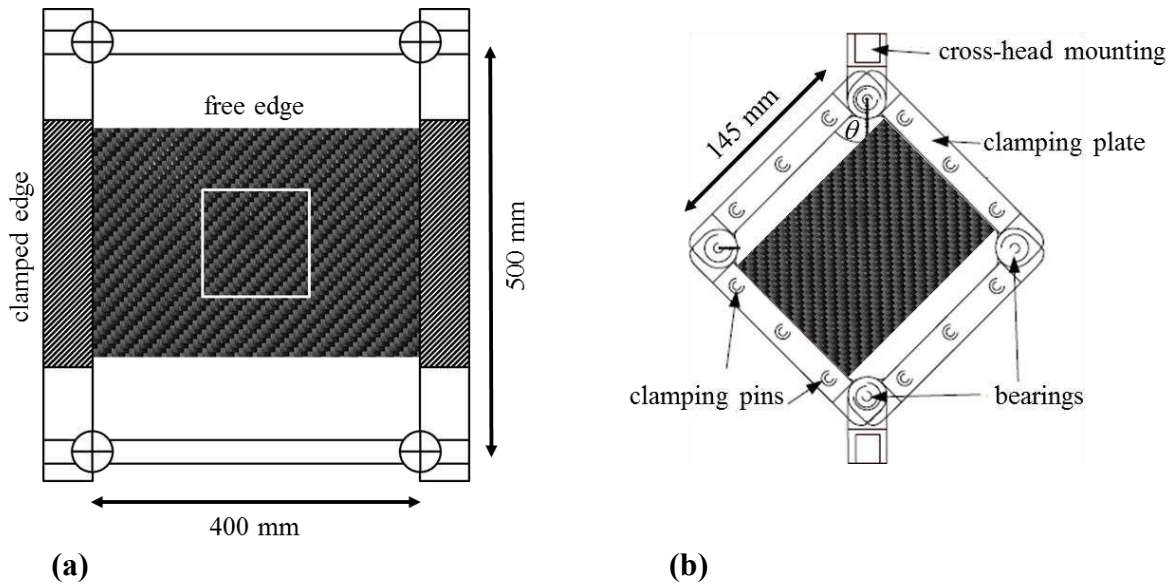 free edge
clamped edge
500 mm
400 mm
(a)
cross-head mounting
145 mm
θ
clamping plate
clamping pins
bearings
(b)